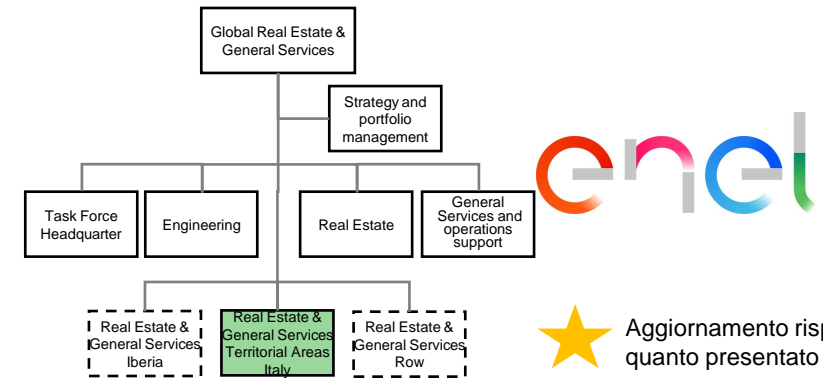 Global Real Estate &
General Services
Strategy and
portfolio
management
enel
Task Force
Headquarter
Engineering
Real Estate
General
Services and
operations
support
Real Estate &
General Services
Iberia
Real Estate &
General Services
Territorial Areas
Italy
Real Estate &
General Services
Row
Aggiornamento
quanto presentato